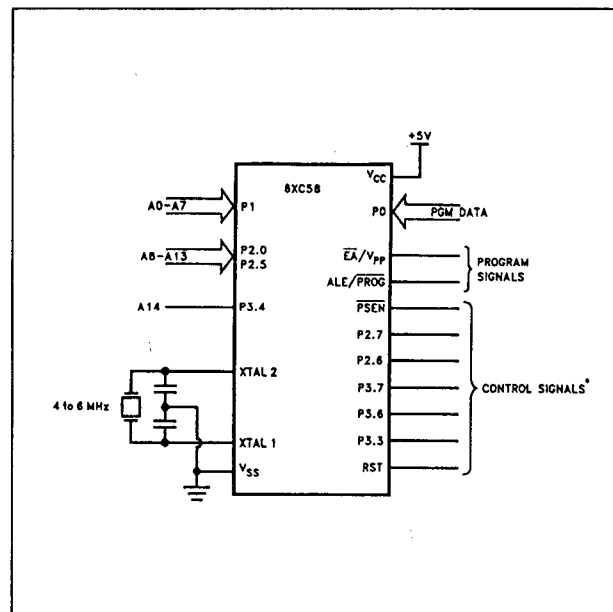 +5V
8XC58
VCC
A0-A7
P1
P0
PGM DATA
A8-A13
P2.0
P2.5
EA/VPP
PROGRAM
SIGNALS
ALE/PROG
A14
P3.4
PSEN
P2.7
P2.6
XTAL 2
4 to 6 MHz
P3.7
CONTROL SIGNALS*
P3.6
XTAL 1
P3.3
VSS
RST